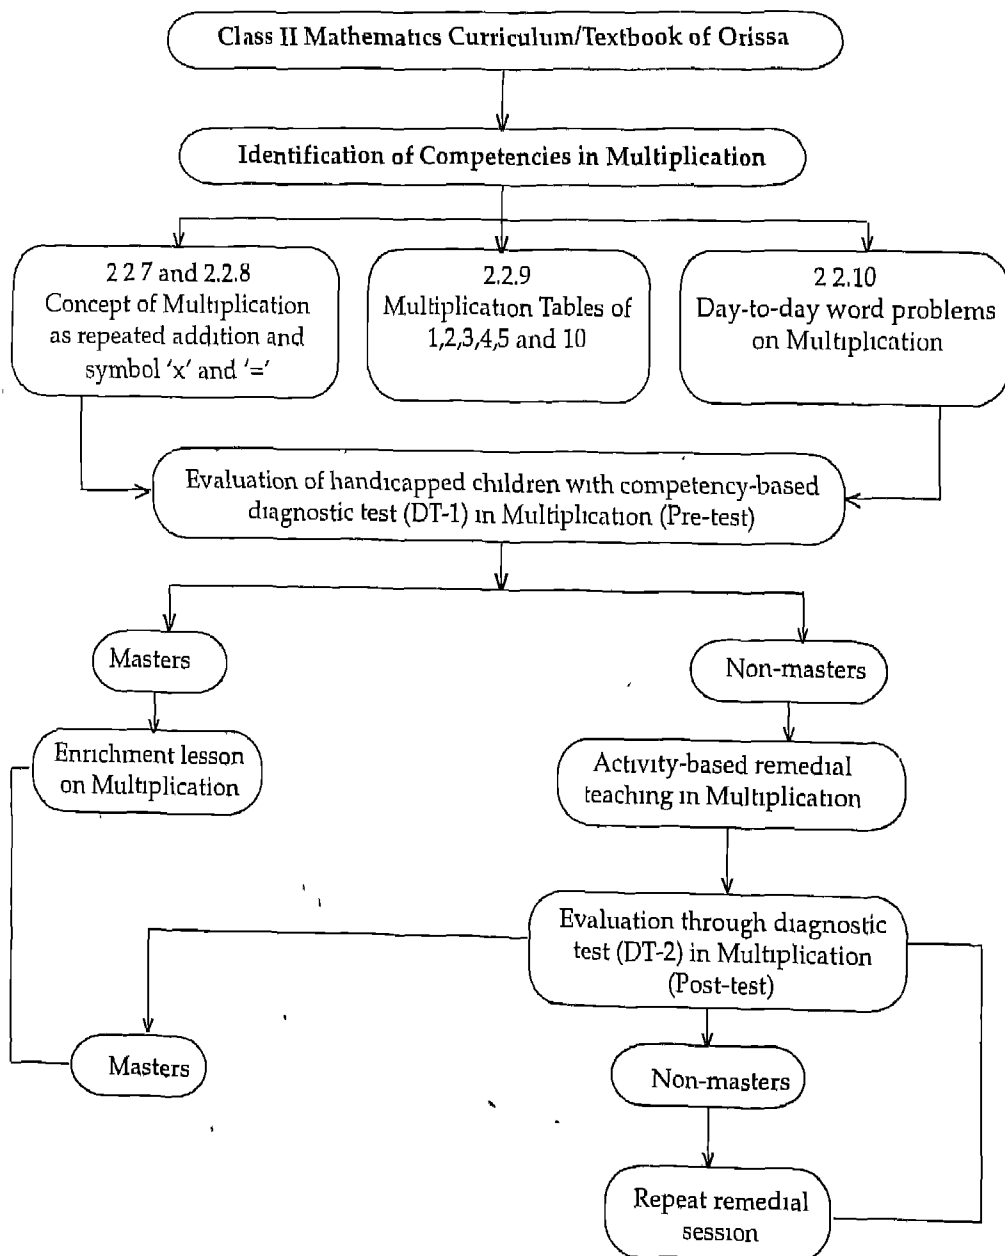 Class II Mathematics Curriculum/Textbook of Orissa
Identification of Competencies in Multiplication
2 2 7 and 2.2.8
Concept of Multiplication
as repeated addition and
symbol 'x' and '='
2.2.9
Multiplication Tables of
1,2,3,4,5 and 10
2 2.10
Day-to-day word problems
on Multiplication
Evaluation of handicapped children with competency-based
diagnostic test (DT-1) in Multiplication (Pre-test)
Masters
Non-masters
Enrichment lesson
on Multiplication
Activity-based remedial
teaching in Multiplication
Evaluation through diagnostic
test (DT-2) in Multiplication
(Post-test)
Masters
Non-masters
Repeat remedial
session